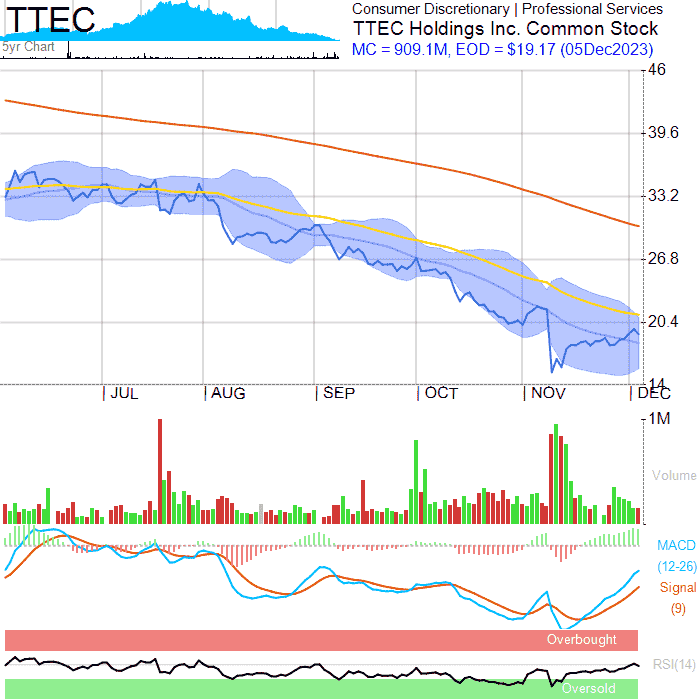 TTEC
5yr Chart
Consumer Discretionary | Professional Services
TTEC Holdings Inc. Common Stock
MC = 909.1M, EOD = $19.17 (05Dec2023)
46
39.6
33.2
26.8
20.4
14
JUL AUG SEP OCT NOV DEC
1M
Volume
MACD
(12-26)
Signal
(9)
Overbought
RSI(14)
Oversold